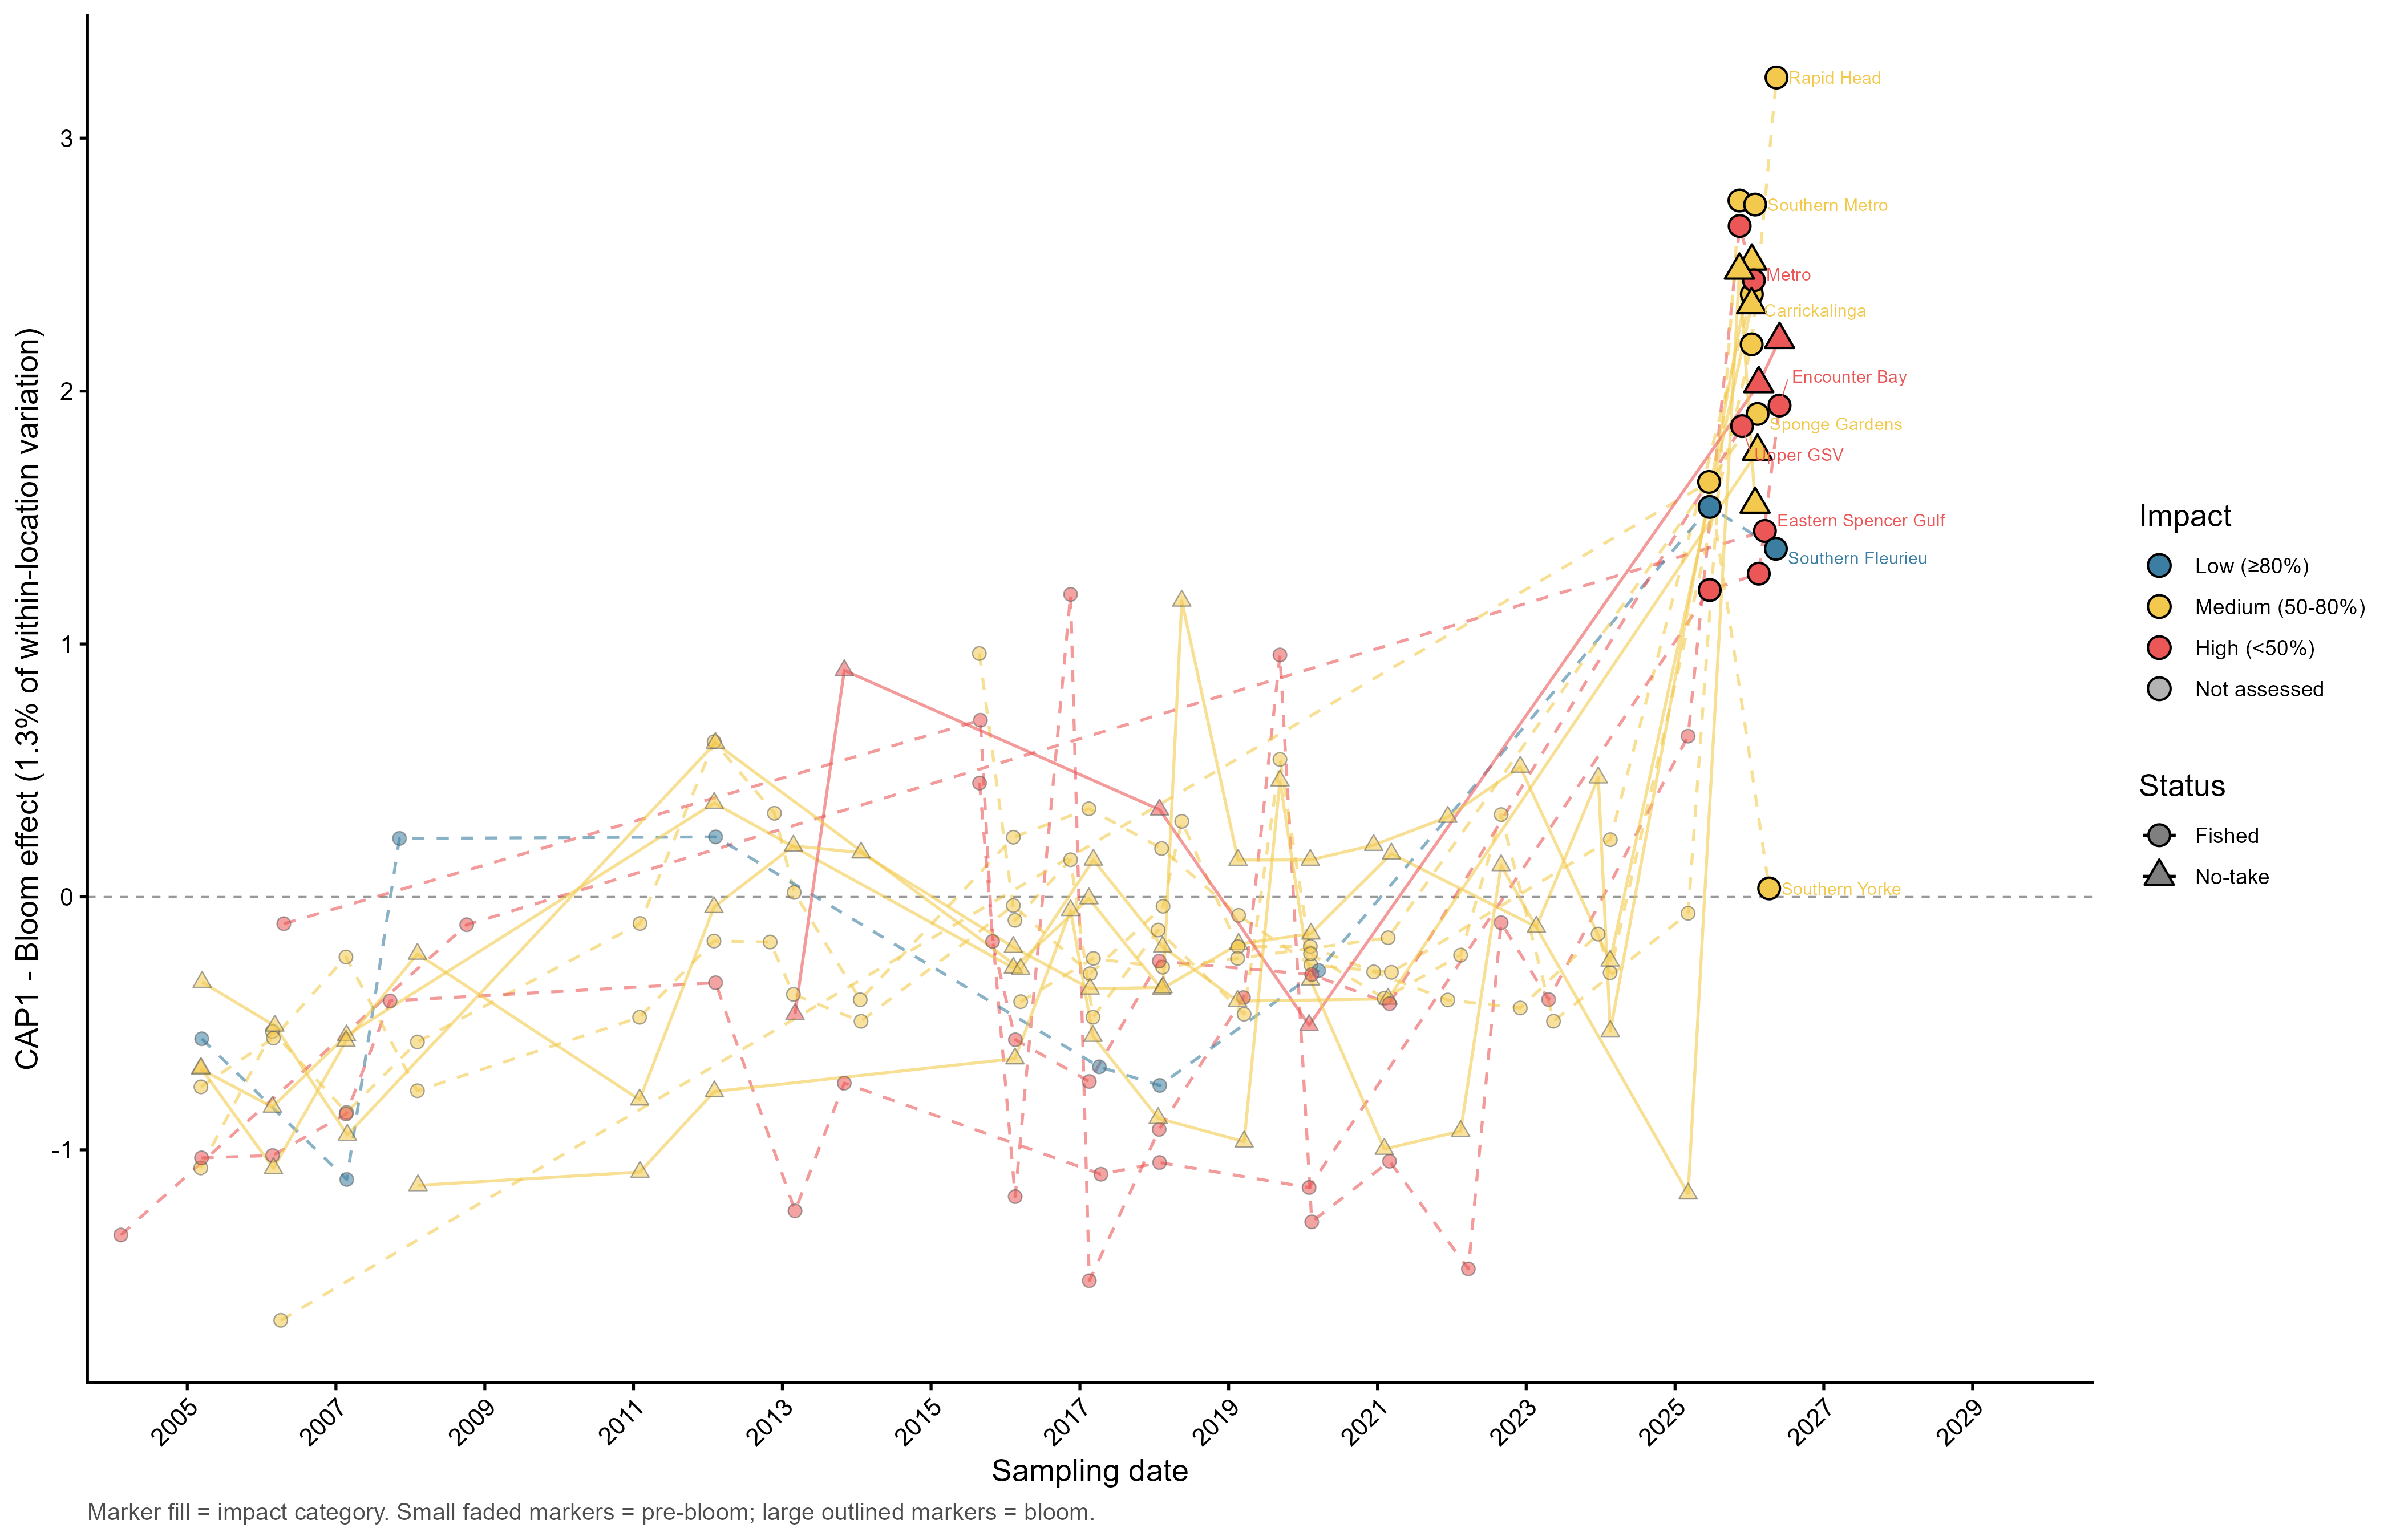 CAP1 - Bloom effect (1.3% of within-location variation)
3
2
1
0
-1
Rapid Head
Southern Metro
Metro
Carrickalinga
Encounter Bay
Sponge Gardens
Upper GSV
Eastern Spencer Gulf
Southern Fleurieu
Southern Yorke
2005
2007
2009
2011
2013
2015
2017
2019
2021
2023
2025
2027
2029
Sampling date
Impact
Low (≥80%)
Medium (50-80%)
High (<50%)
Not assessed
Status
Fished
No-take
Marker fill = impact category. Small faded markers = pre-bloom; large outlined markers = bloom.